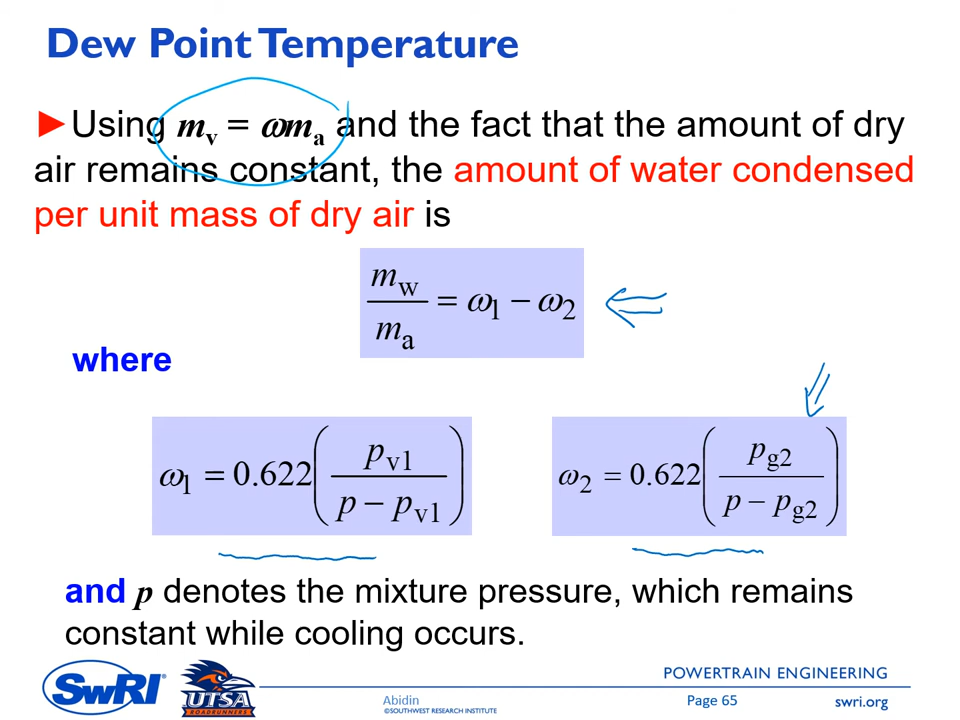 Dew Point Temperature
►Using m_v = ωm_a and the fact that the amount of dry
air remains constant, the amount of water condensed
per unit mass of dry air is
m_w/m_a = ω_1 − ω_2
where
ω_1 = 0.622(p_v1/(p − p_v1))
ω_2 = 0.622(p_g2/(p − p_g2))
and p denotes the mixture pressure, which remains
constant while cooling occurs.
POWERTRAIN ENGINEERING
SwRI
UTSA
ROADRUNNERS
Abidin
©SOUTHWEST RESEARCH INSTITUTE
Page 65
swri.org